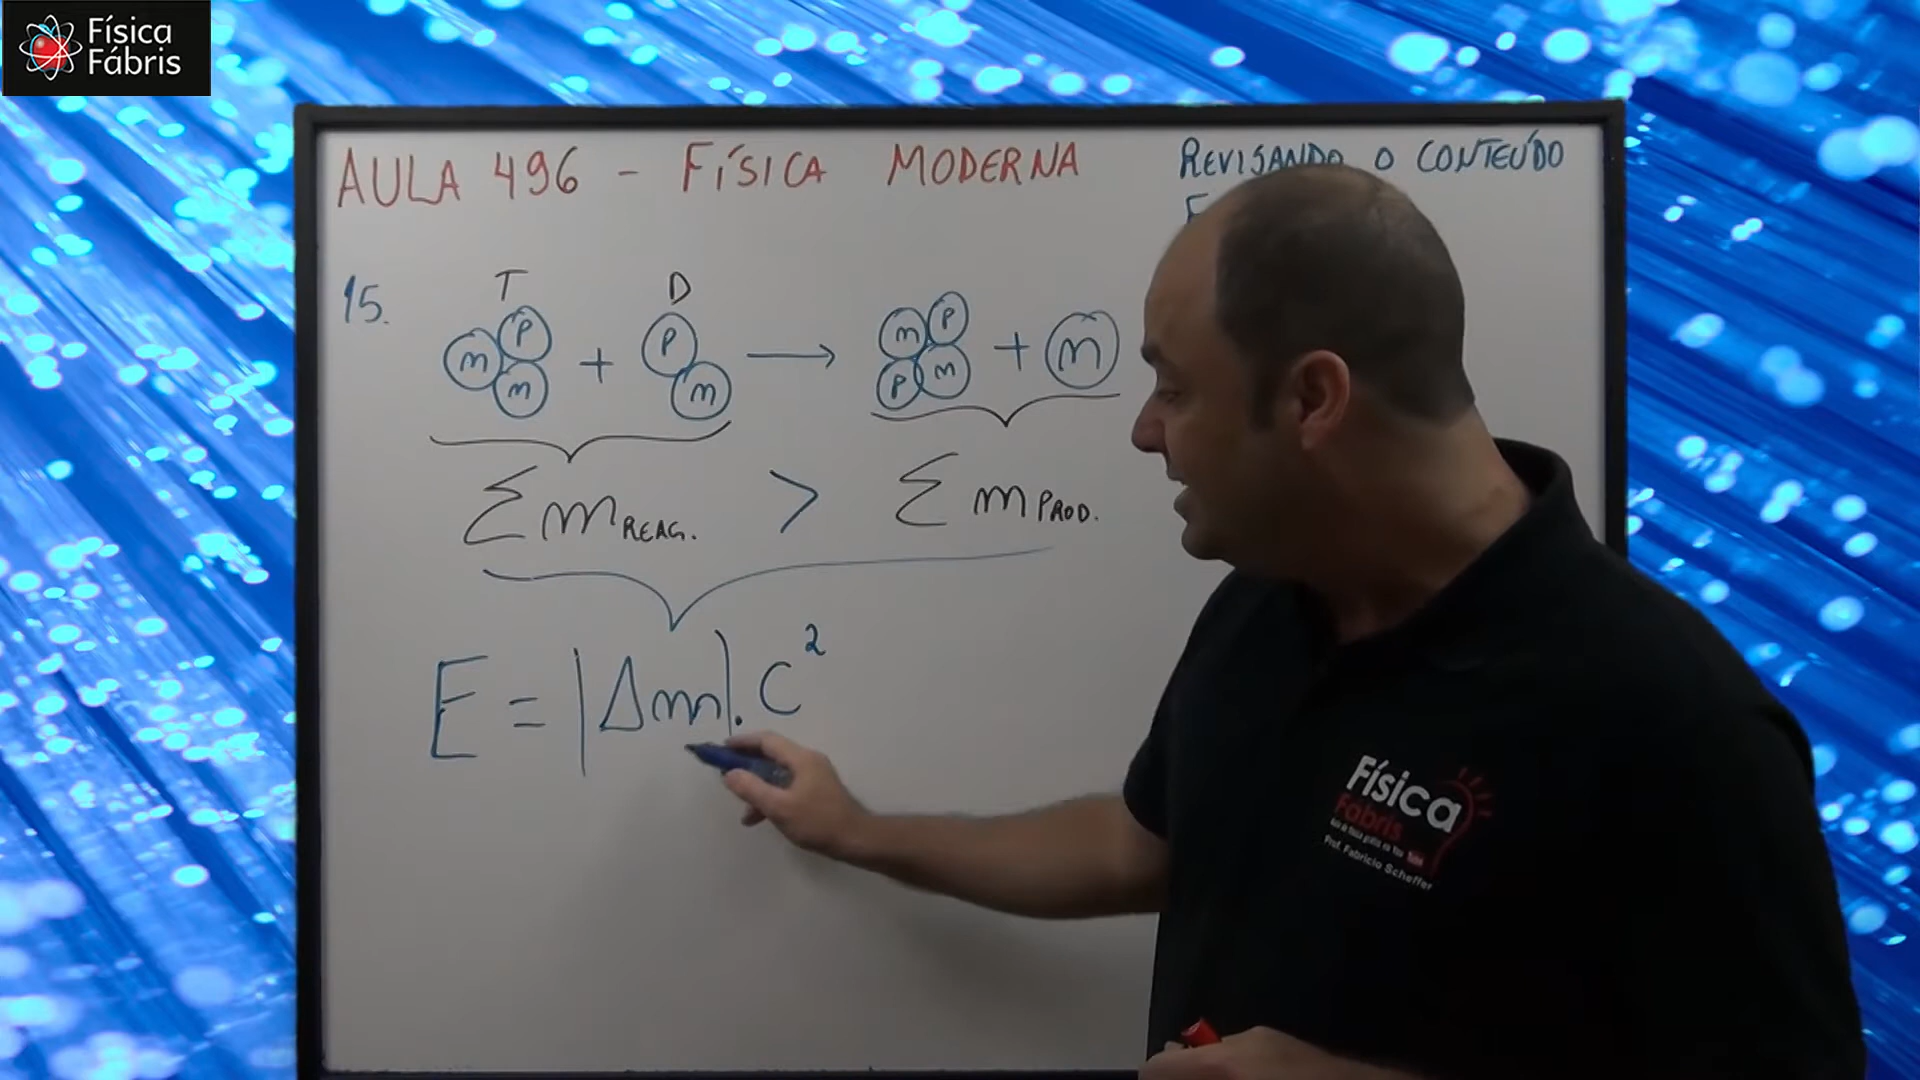 Física
Fábris
AULA 496 - FÍSICA MODERNA
REVISANDO O CONTEÚDO
15.
T D
n p n + p n → n p p n + n
Σ m REAG. > Σ m PROD.
E = |Δm| . c²
Física
Fábris
Prof. Fabricio Scheffer